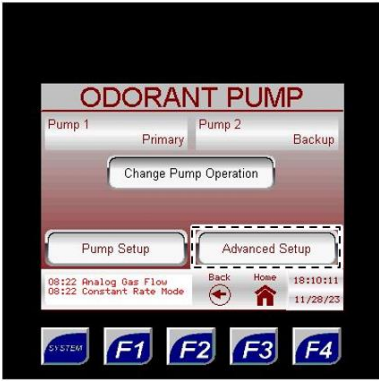 ODORANT PUMP
Pump 1 Pump 2
Primary Backup
Change Pump Operation
Pump Setup Advanced Setup
08:22 Analog Gas Flow
08:22 Constant Rate Mode
Back Home
18:10:11
11/28/23
SYSTEM F1 F2 F3 F4